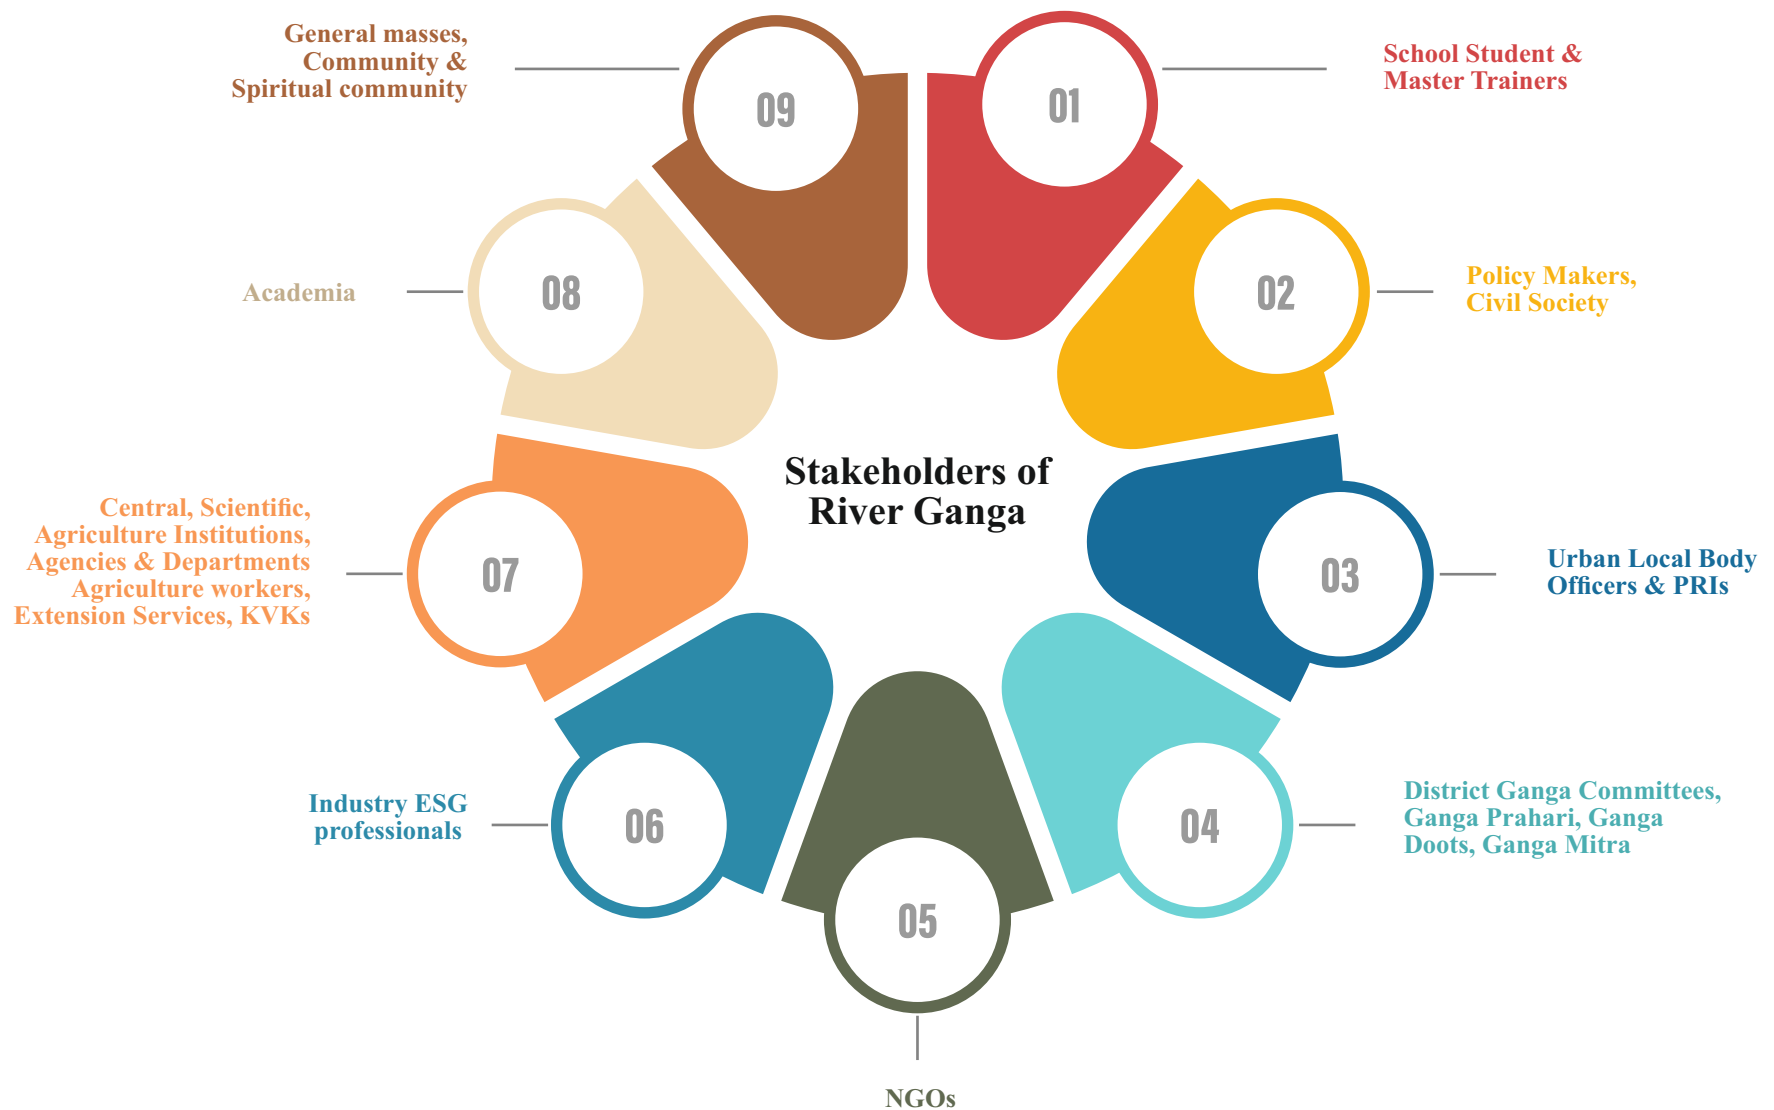 Stakeholders of
River Ganga
01
School Student &
Master Trainers
02
Policy Makers,
Civil Society
03
Urban Local Body
Officers & PRIs
04
District Ganga Committees,
Ganga Prahari, Ganga
Doots, Ganga Mitra
05
NGOs
06
Industry ESG
professionals
07
Central, Scientific,
Agriculture Institutions,
Agencies & Departments
Agriculture workers,
Extension Services, KVKs
08
Academia
09
General masses,
Community &
Spiritual community